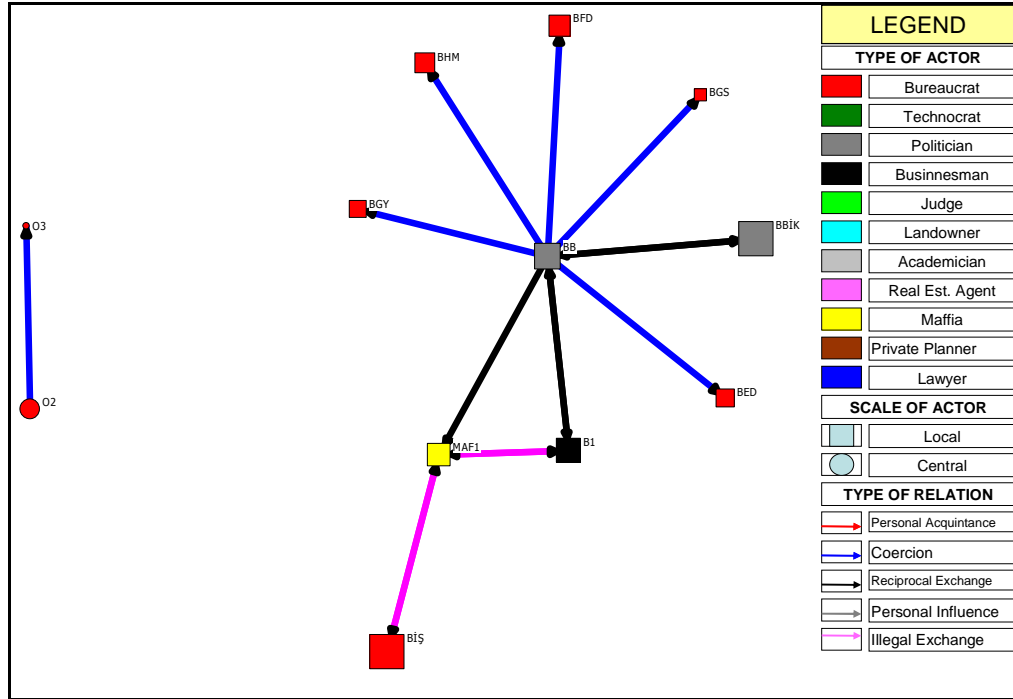 BFD
BHM
BGS
BGY
O3
BB
BBİK
BED
O2
MAF1
B1
BİŞ
LEGEND
TYPE OF ACTOR
Bureaucrat
Technocrat
Politician
Businnesman
Judge
Landowner
Academician
Real Est. Agent
Maffia
Private Planner
Lawyer
SCALE OF ACTOR
Local
Central
TYPE OF RELATION
Personal Acquintance
Coercion
Reciprocal Exchange
Personal Influence
Illegal Exchange